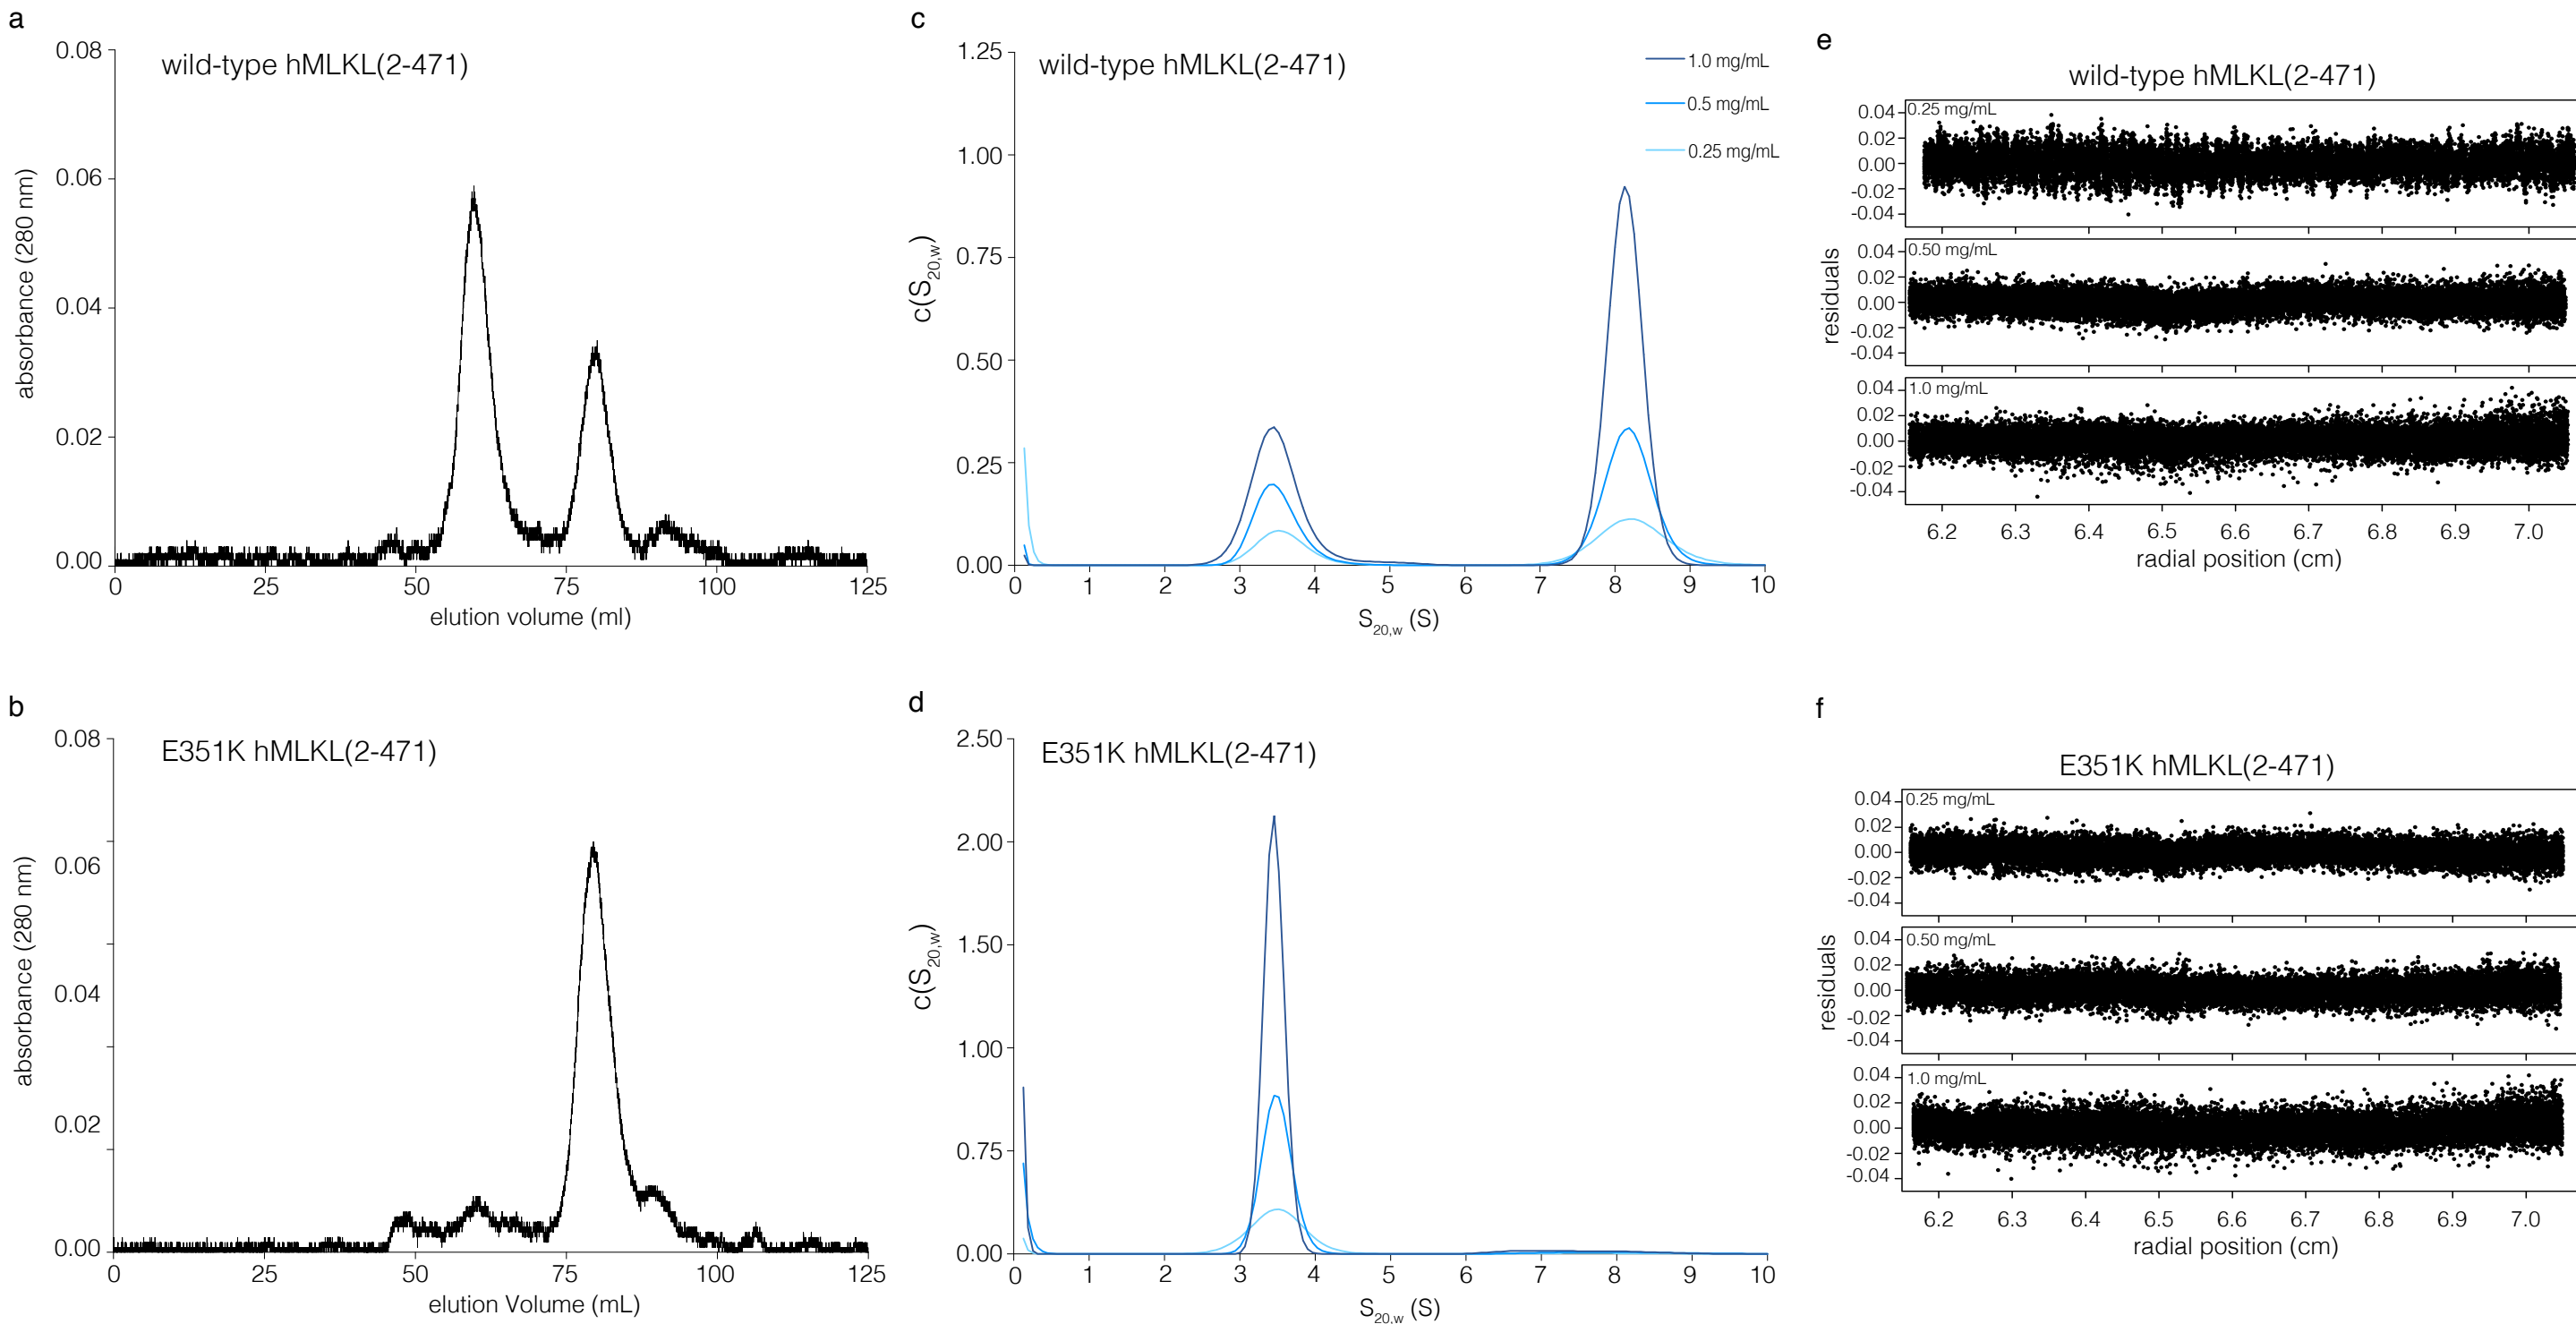 a
wild-type hMLKL(2-471)
absorbance (280 nm)
0.08
0.06
0.04
0.02
0.00
0 25 50 75 100 125
elution volume (ml)
c
wild-type hMLKL(2-471)
1.0 mg/mL
0.5 mg/mL
0.25 mg/mL
c(S20,w)
1.25
1.00
0.75
0.50
0.25
0.00
0 1 2 3 4 5 6 7 8 9 10
S20,w (S)
e
wild-type hMLKL(2-471)
residuals
0.25 mg/mL
0.04
0.02
0.00
-0.02
-0.04
0.50 mg/mL
0.04
0.02
0.00
-0.02
-0.04
1.0 mg/mL
0.04
0.02
0.00
-0.02
-0.04
6.2 6.3 6.4 6.5 6.6 6.7 6.8 6.9 7.0
radial position (cm)
b
E351K hMLKL(2-471)
absorbance (280 nm)
0.08
0.06
0.04
0.02
0.00
0 25 50 75 100 125
elution Volume (mL)
d
E351K hMLKL(2-471)
c(S20,w)
2.50
2.00
1.50
1.00
0.75
0.00
0 1 2 3 4 5 6 7 8 9 10
S20,w (S)
f
E351K hMLKL(2-471)
residuals
0.25 mg/mL
0.04
0.02
0.00
-0.02
-0.04
0.50 mg/mL
0.04
0.02
0.00
-0.02
-0.04
1.0 mg/mL
0.04
0.02
0.00
-0.02
-0.04
6.2 6.3 6.4 6.5 6.6 6.7 6.8 6.9 7.0
radial position (cm)